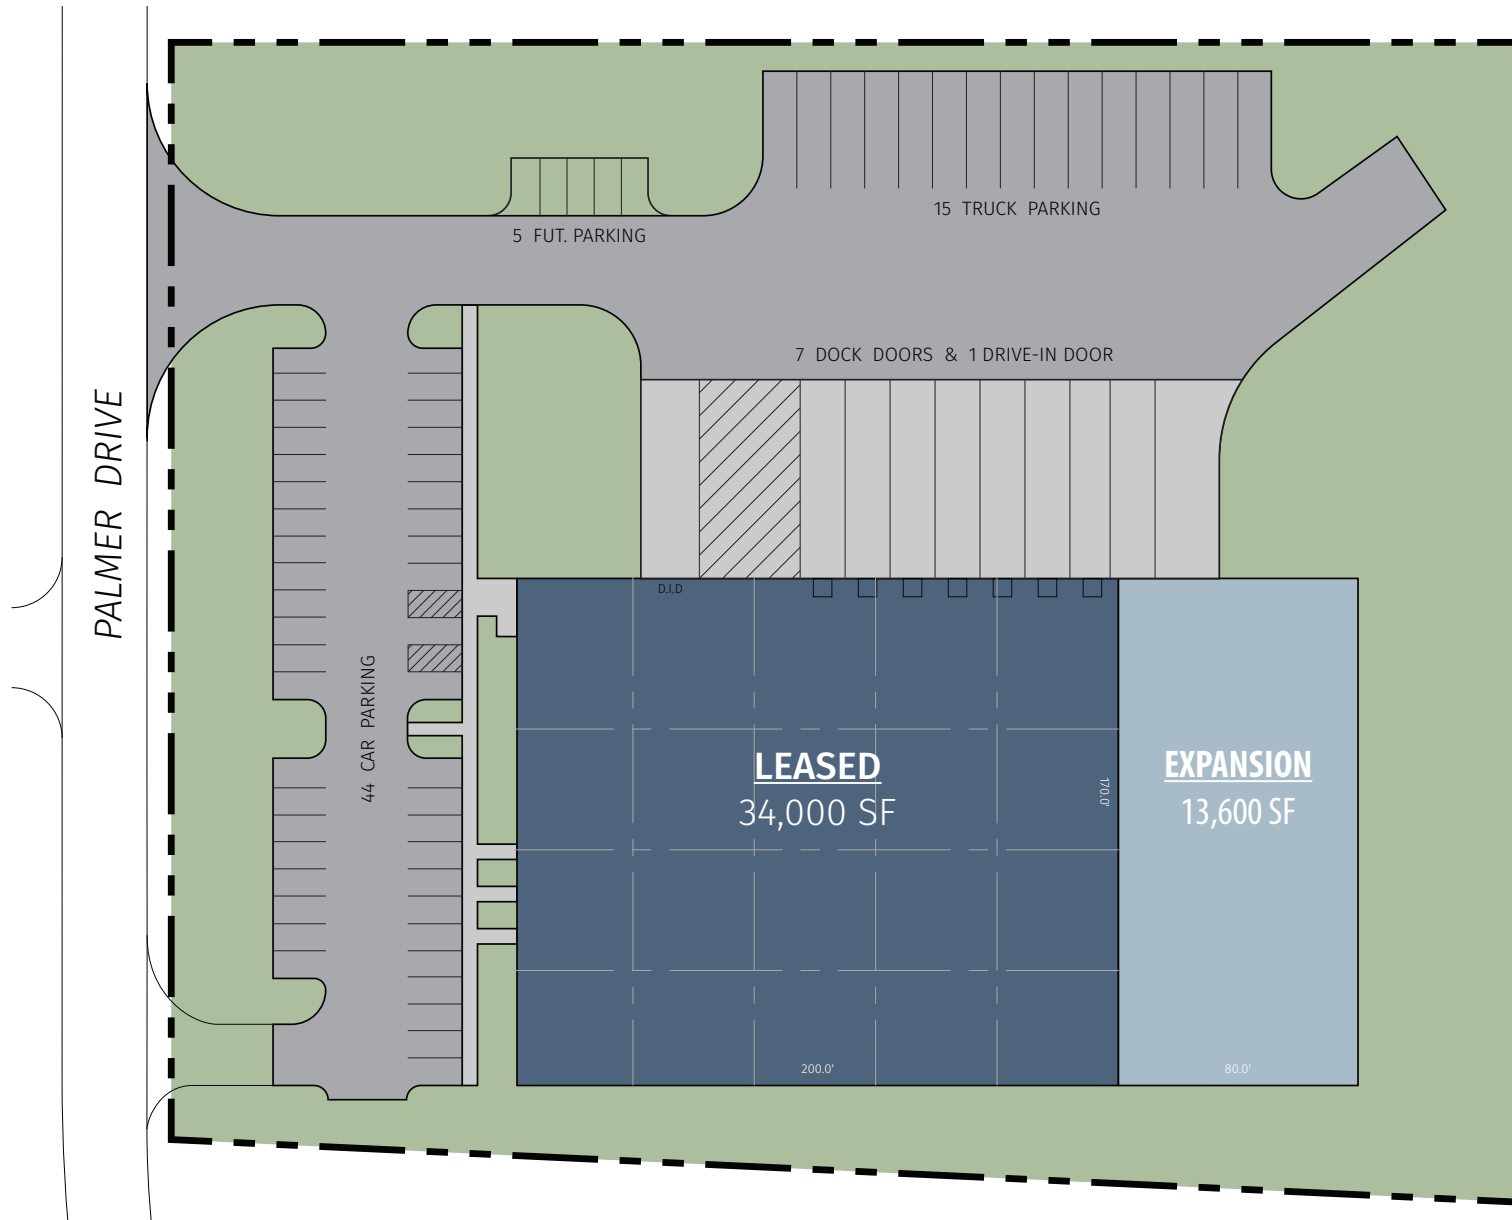 15 TRUCK PARKING
5 FUT. PARKING
7 DOCK DOORS & 1 DRIVE-IN DOOR
PALMER DRIVE
D.I.D
44 CAR PARKING
LEASED
34,000 SF
170.0'
EXPANSION
13,600 SF
200.0'
80.0'